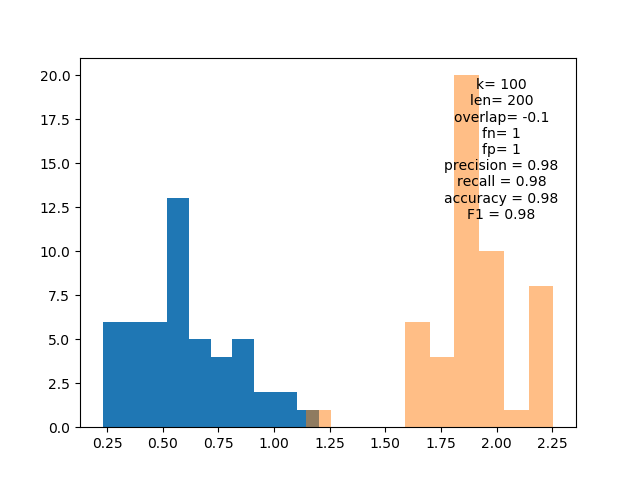 20.0
17.5
15.0
12.5
10.0
7.5
5.0
2.5
0.0
k= 100
len= 200
overlap= -0.1
fn= 1
fp= 1
precision = 0.98
recall = 0.98
accuracy = 0.98
F1 = 0.98
0.25 0.50 0.75 1.00 1.25 1.50 1.75 2.00 2.25